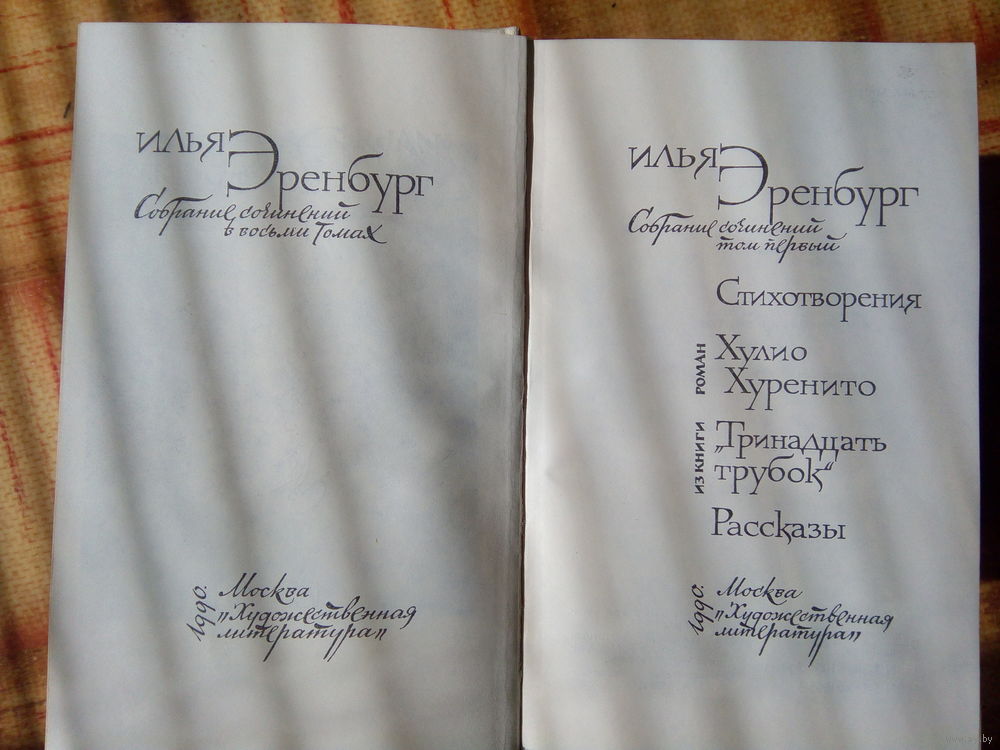 Илья Эренбург
Собрание сочинений
в восьми томах
1990.
Москва
„Художественная
литература"
Илья Эренбург
Собрание сочинений
том первый
Стихотворения
роман
Хулио
Хуренито
из книги
„Тринадцать
трубок“
Рассказы
1990.
Москва
„Художественная
литература"